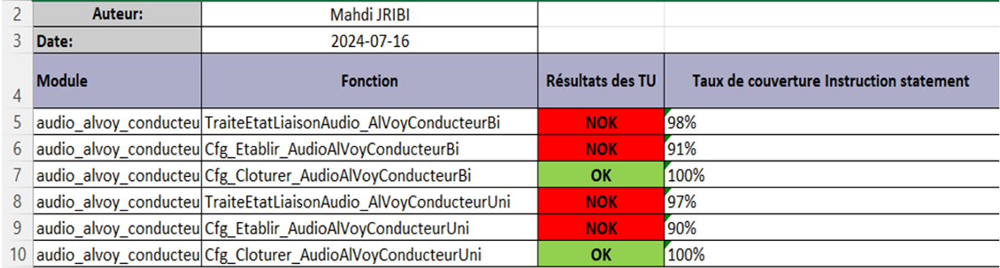 2 Auteur: Mahdi JRIBI
3 Date: 2024-07-16
4 Module Fonction Résultats des TU Taux de couverture Instruction statement
5 audio_alvoy_conducteu TraiteEtatLiaisonAudio_AlVoyConducteurBi NOK 98%
6 audio_alvoy_conducteu Cfg_Etablir_AudioAlVoyConducteurBi NOK 91%
7 audio_alvoy_conducteu Cfg_Cloturer_AudioAlVoyConducteurBi OK 100%
8 audio_alvoy_conducteu TraiteEtatLiaisonAudio_AlVoyConducteurUni NOK 97%
9 audio_alvoy_conducteu Cfg_Etablir_AudioAlVoyConducteurUni NOK 90%
10 audio_alvoy_conducteu Cfg_Cloturer_AudioAlVoyConducteurUni OK 100%